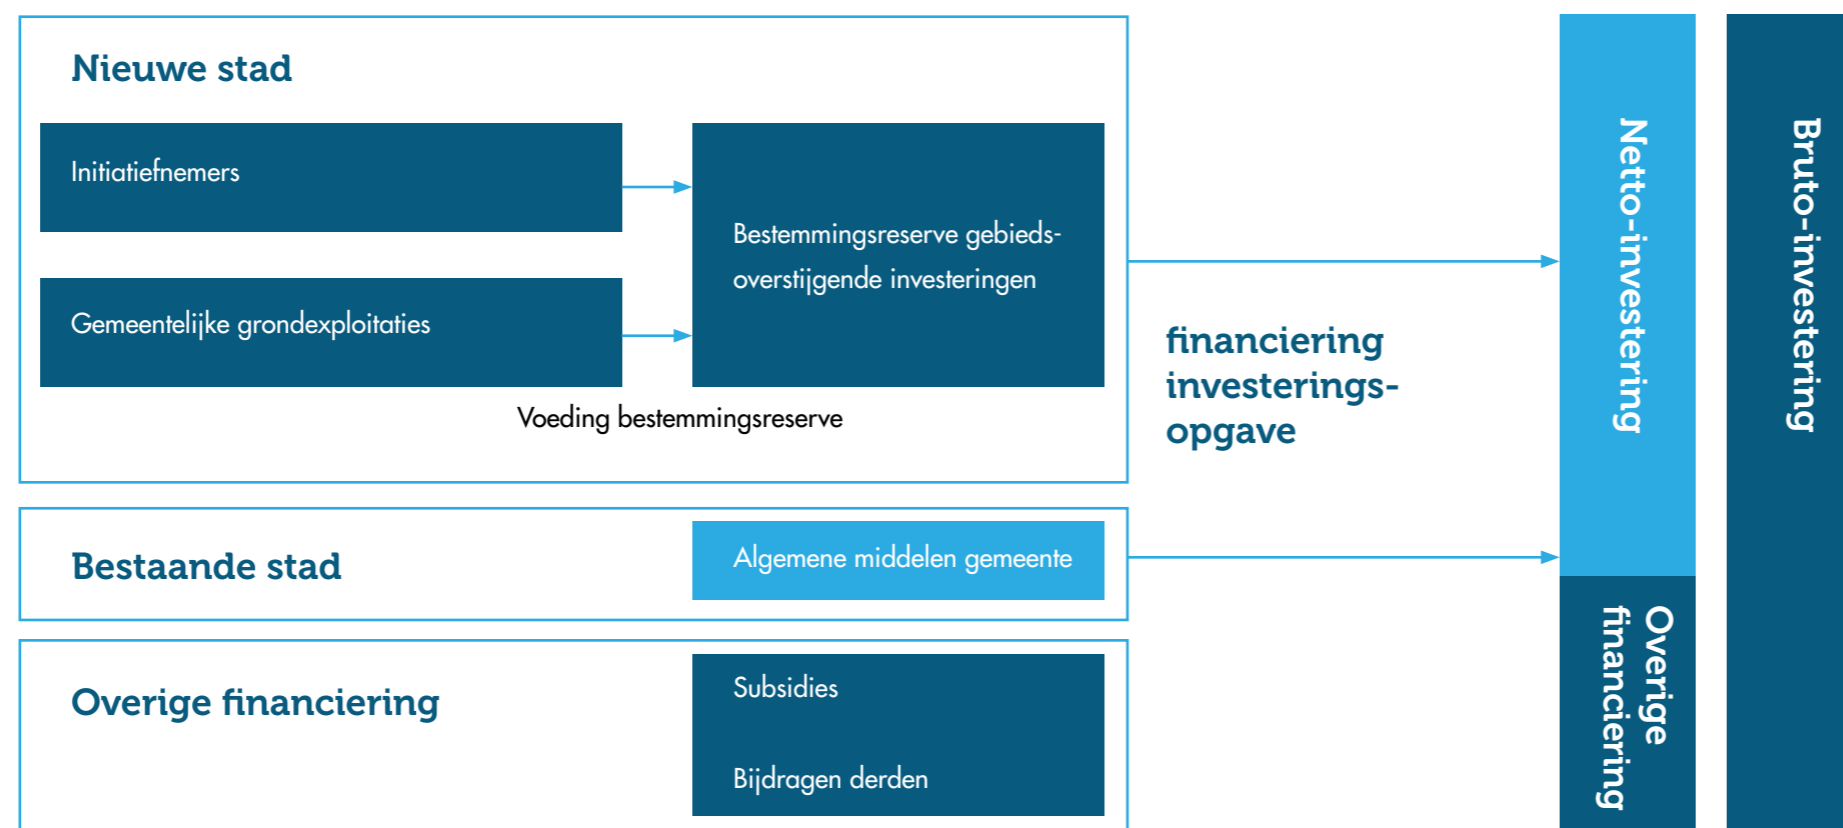 Nieuwe stad
Initiatiefnemers
Gemeentelijke grondexploitaties
Bestemmingsreserve gebieds-
overstijgende investeringen
Voeding bestemmingsreserve
financiering
investerings-
opgave
Bestaande stad
Algemene middelen gemeente
Overige financiering
Subsidies
Bijdragen derden
Netto-investering
Overige
financiering
Bruto-investering